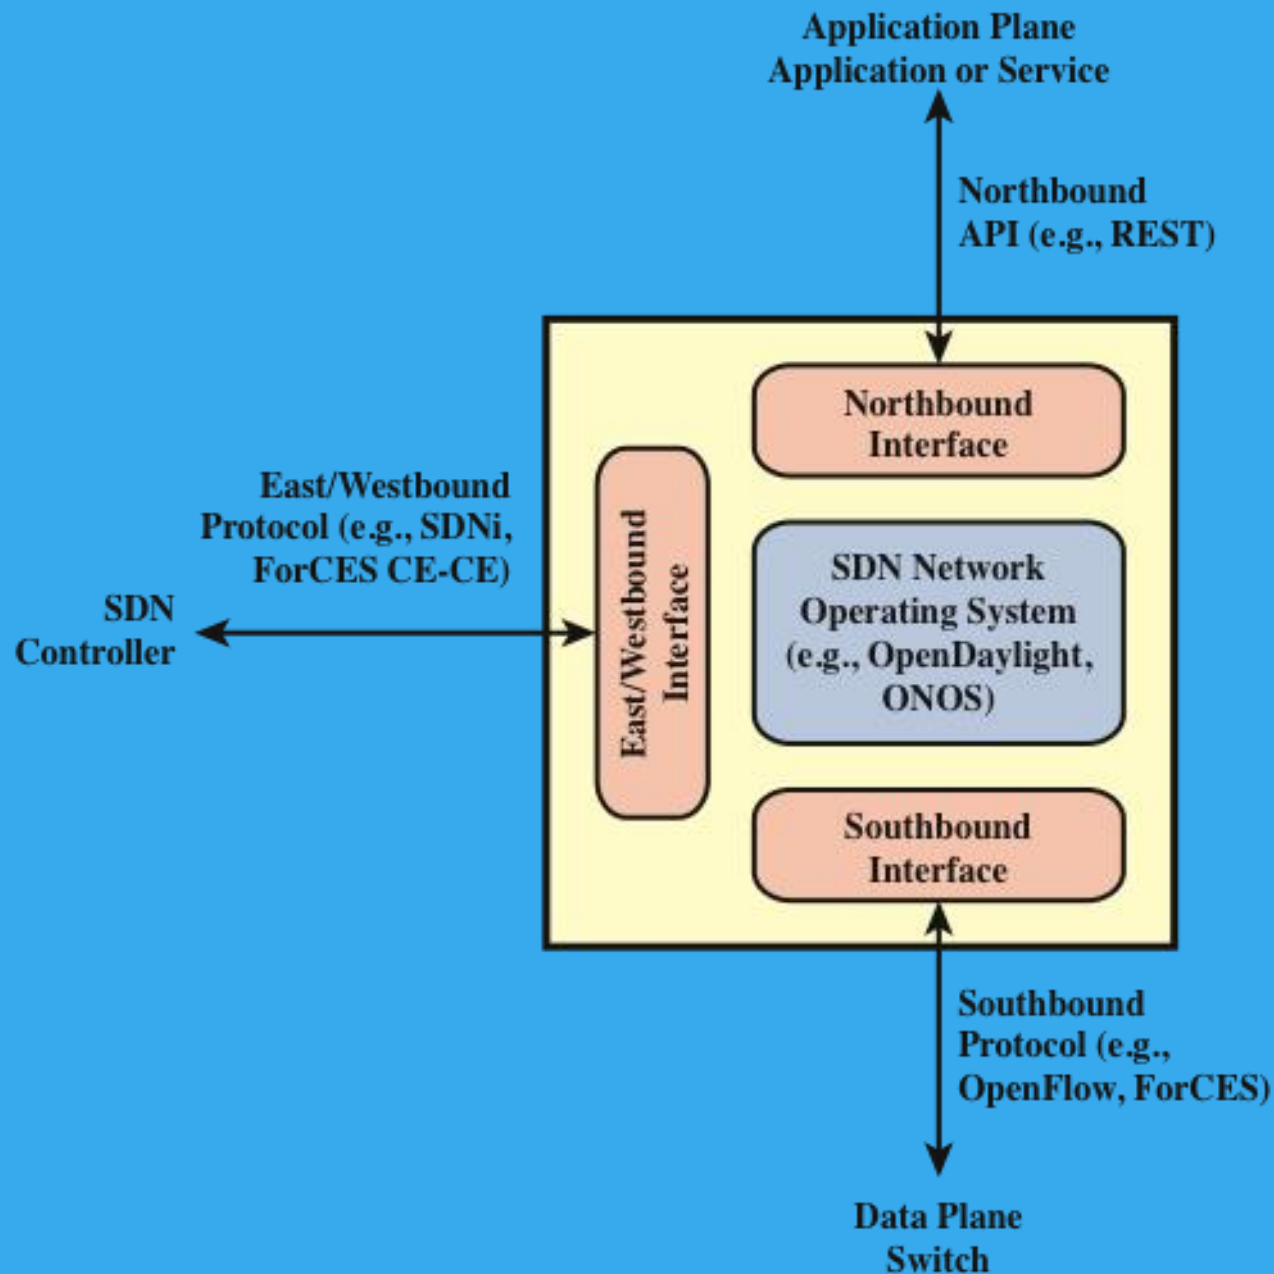 Application Plane
Application or Service
Northbound
API (e.g., REST)
Northbound
Interface
East/Westbound
Protocol (e.g., SDNi,
ForCES CE-CE)
SDN
Controller
East/Westbound
Interface
SDN Network
Operating System
(e.g., OpenDaylight,
ONOS)
Southbound
Interface
Southbound
Protocol (e.g.,
OpenFlow, ForCES)
Data Plane
Switch